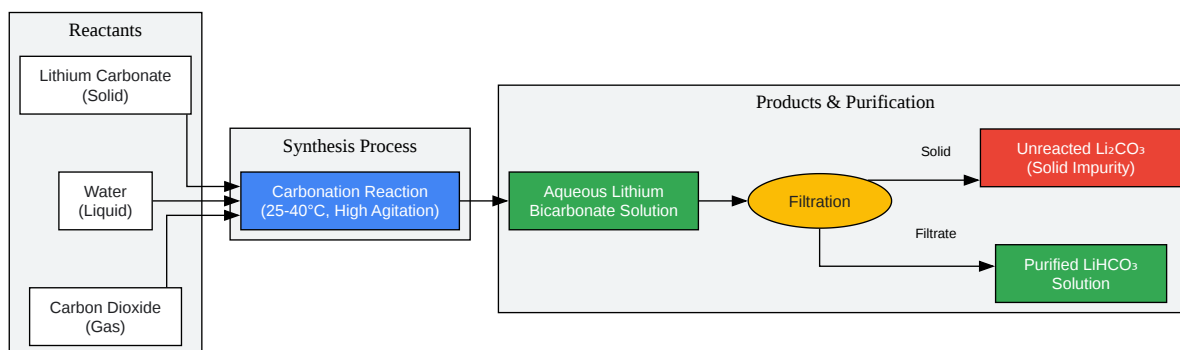 Reactants
Lithium Carbonate
(Solid)
Water
(Liquid)
Carbon Dioxide
(Gas)
Synthesis Process
Carbonation Reaction
(25-40°C, High Agitation)
Products & Purification
Aqueous Lithium
Bicarbonate Solution
Filtration
Solid
Unreacted Li₂CO₃
(Solid Impurity)
Filtrate
Purified LiHCO₃
Solution